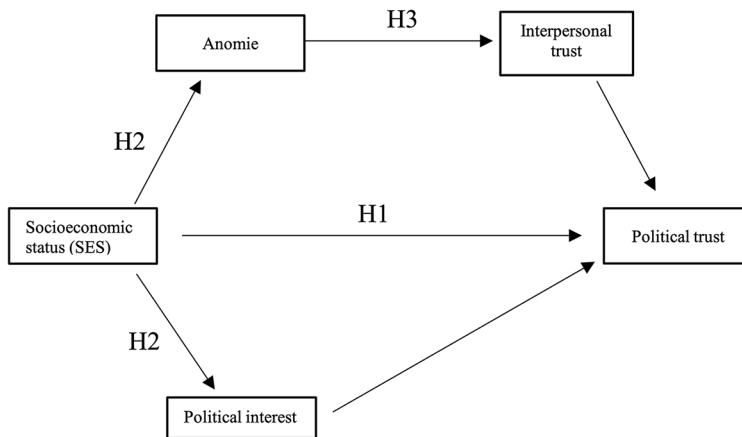 H3
Anomie
Interpersonal
trust
H2
H1
Socioeconomic
status (SES)
Political trust
H2
Political interest